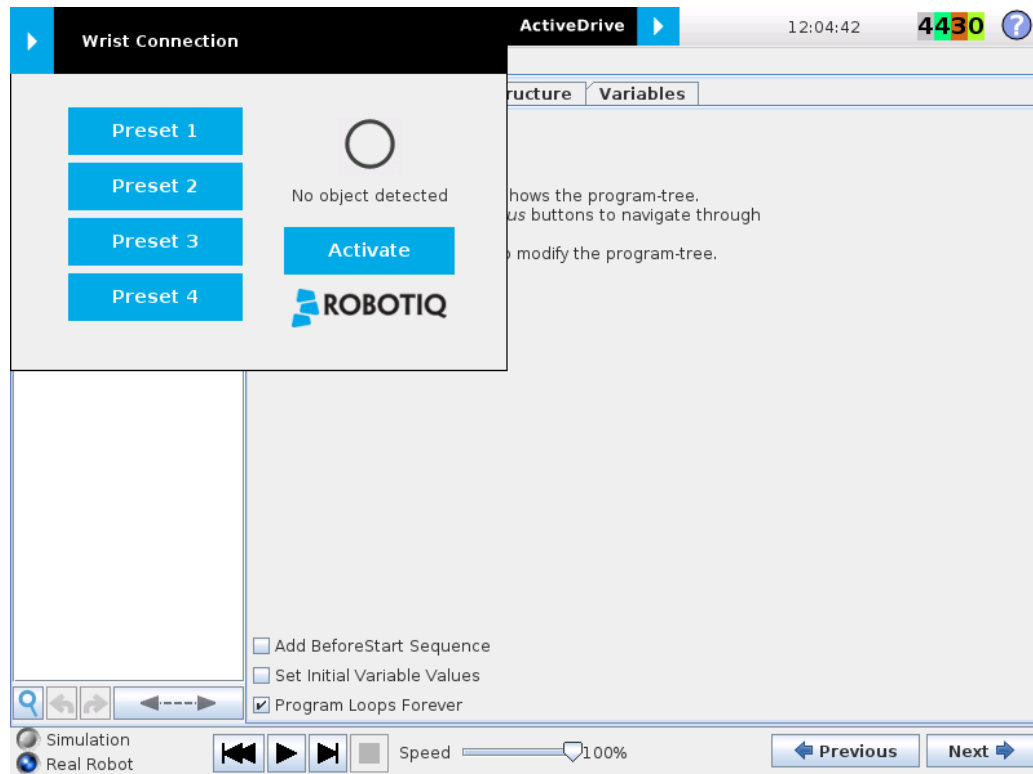 Wrist Connection
ActiveDrive
12:04:42
4430
?
ructure
Variables
Preset 1
Preset 2
Preset 3
Preset 4
No object detected
Activate
ROBOTIQ
hows the program-tree.
us buttons to navigate through
o modify the program-tree.
Add BeforeStart Sequence
Set Initial Variable Values
Program Loops Forever
Simulation
Real Robot
Speed
100%
Previous
Next